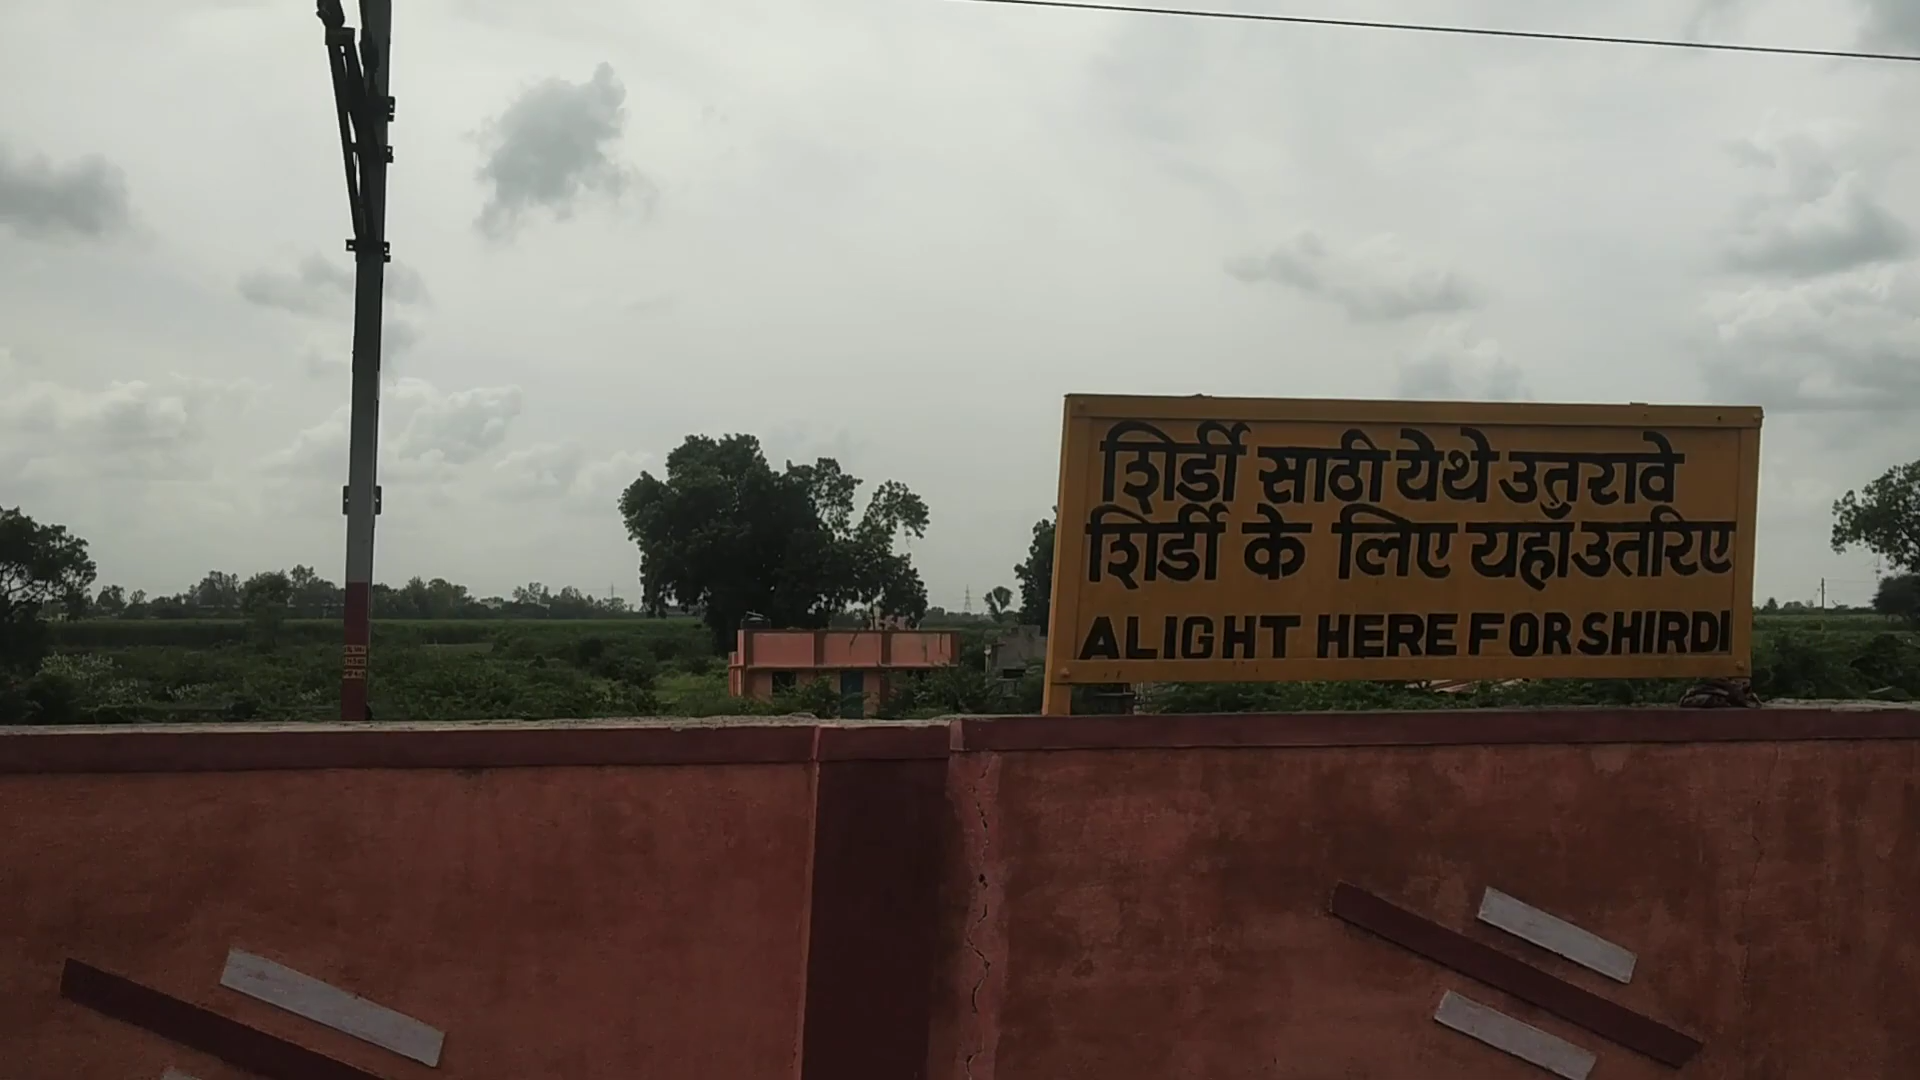 शिर्डी साठी येथे उतरावे
शिर्डी के लिए यहाँ उतरिए
ALIGHT HERE FOR SHIRDI